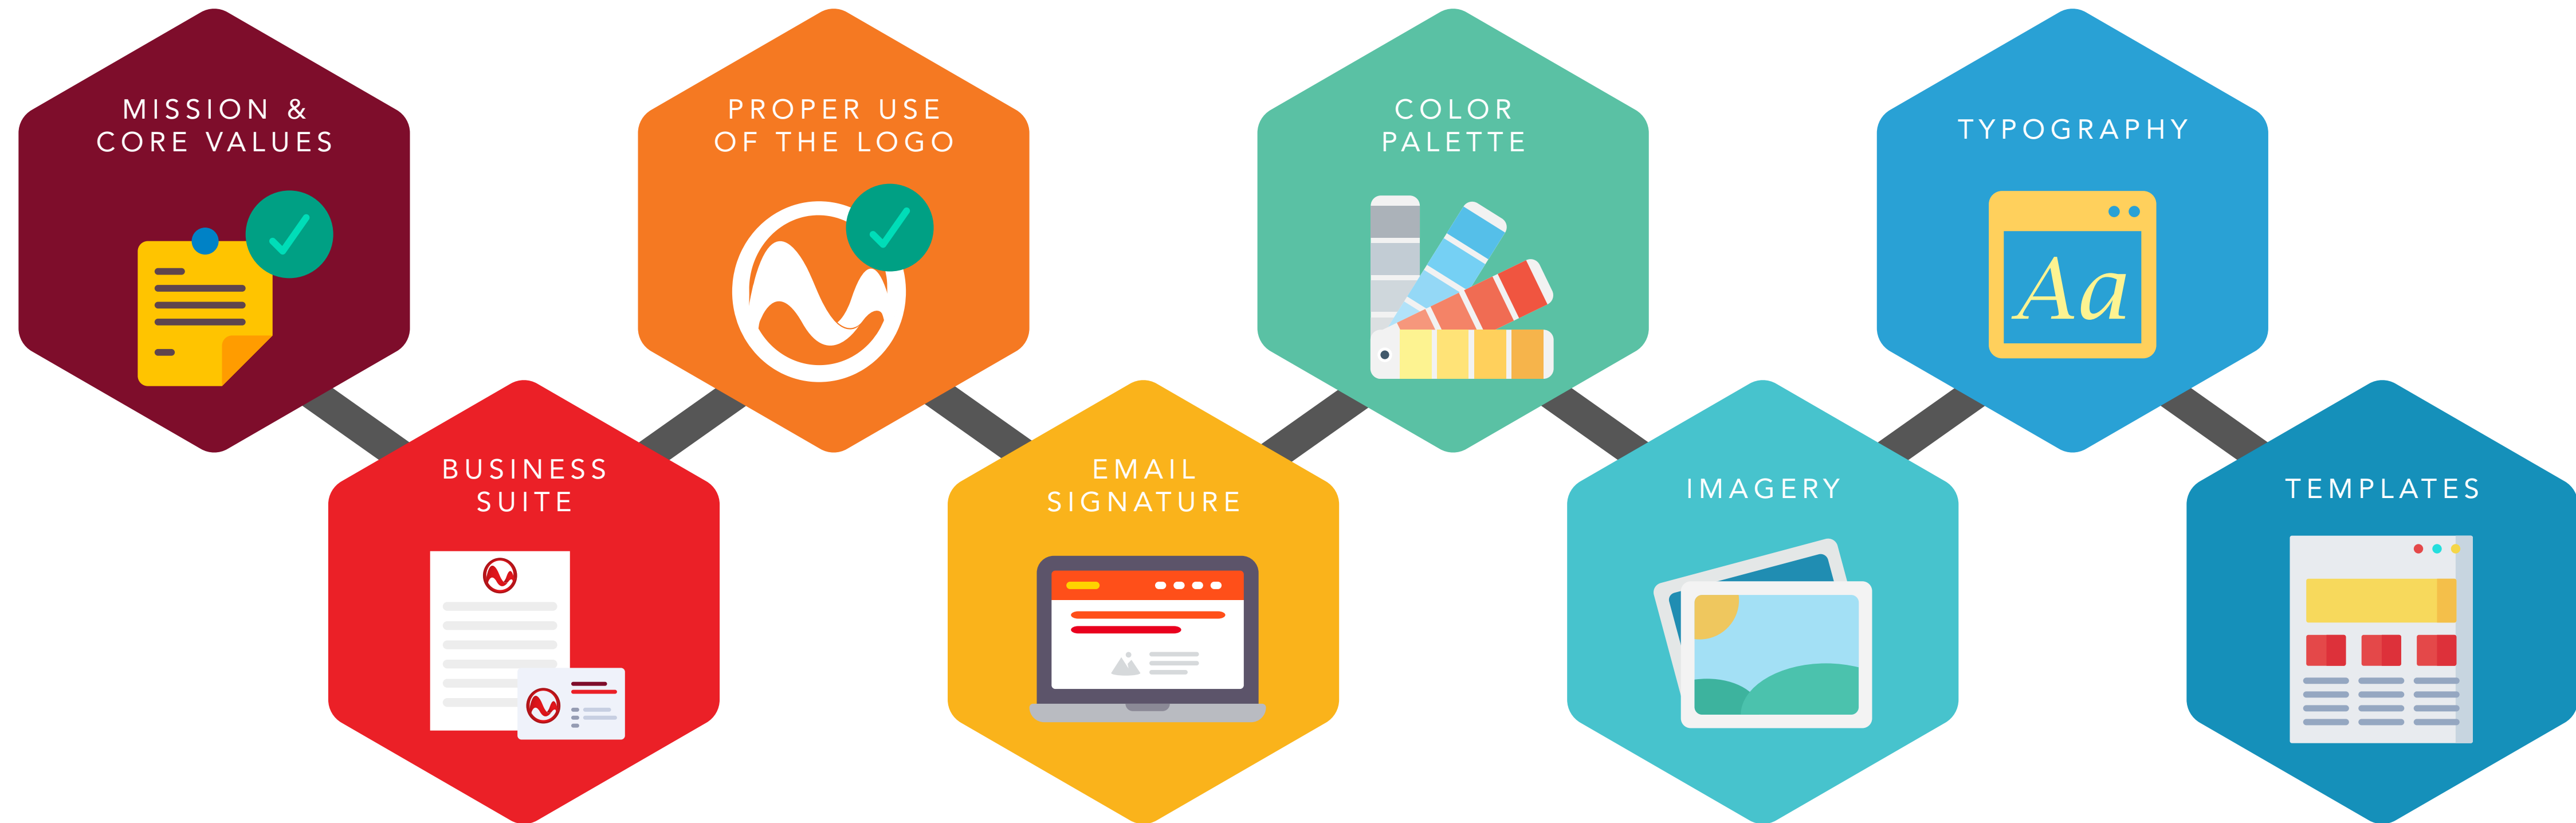 MISSION &
CORE VALUES
BUSINESS
SUITE
PROPER USE
OF THE LOGO
EMAIL
SIGNATURE
COLOR
PALETTE
IMAGERY
TYPOGRAPHY
Aa
TEMPLATES